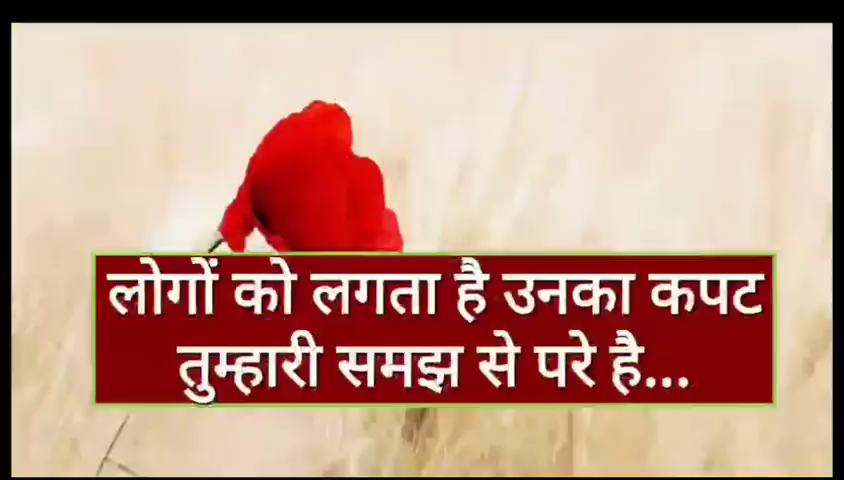 लोगों को लगता है उनका कपट
तुम्हारी समझ से परे है...